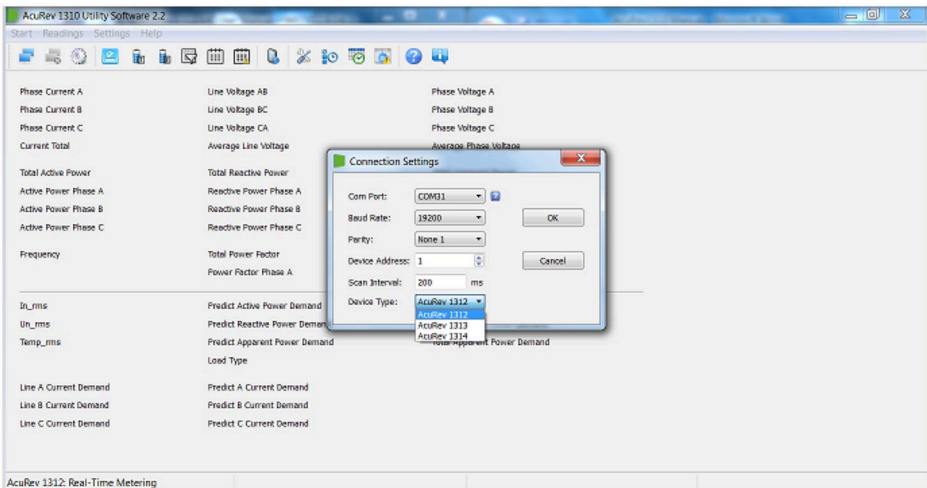 AcuRev 1310 Utility Software 2.2
Start Readings Settings Help
Phase Current A Line Voltage AB Phase Voltage A
Phase Current B Line Voltage BC Phase Voltage B
Phase Current C Line Voltage CA Phase Voltage C
Current Total Average Line Voltage Average Phase Voltage
Total Active Power Total Reactive Power
Active Power Phase A Reactive Power Phase A
Active Power Phase B Reactive Power Phase B
Active Power Phase C Reactive Power Phase C
Frequency Total Power Factor
Power Factor Phase A
In_rms Predict Active Power Demand
Un_rms Predict Reactive Power Deman
Temp_rms Predict Apparent Power Demand Total Apparent Power Demand
Load Type
Line A Current Demand Predict A Current Demand
Line B Current Demand Predict B Current Demand
Line C Current Demand Predict C Current Demand
Connection Settings
Com Port: COM31
Baud Rate: 19200 OK
Parity: None 1
Device Address: 1 Cancel
Scan Interval: 200 ms
Device Type: AcuRev 1312
AcuRev 1312
AcuRev 1313
AcuRev 1314
AcuRev 1312: Real-Time Metering